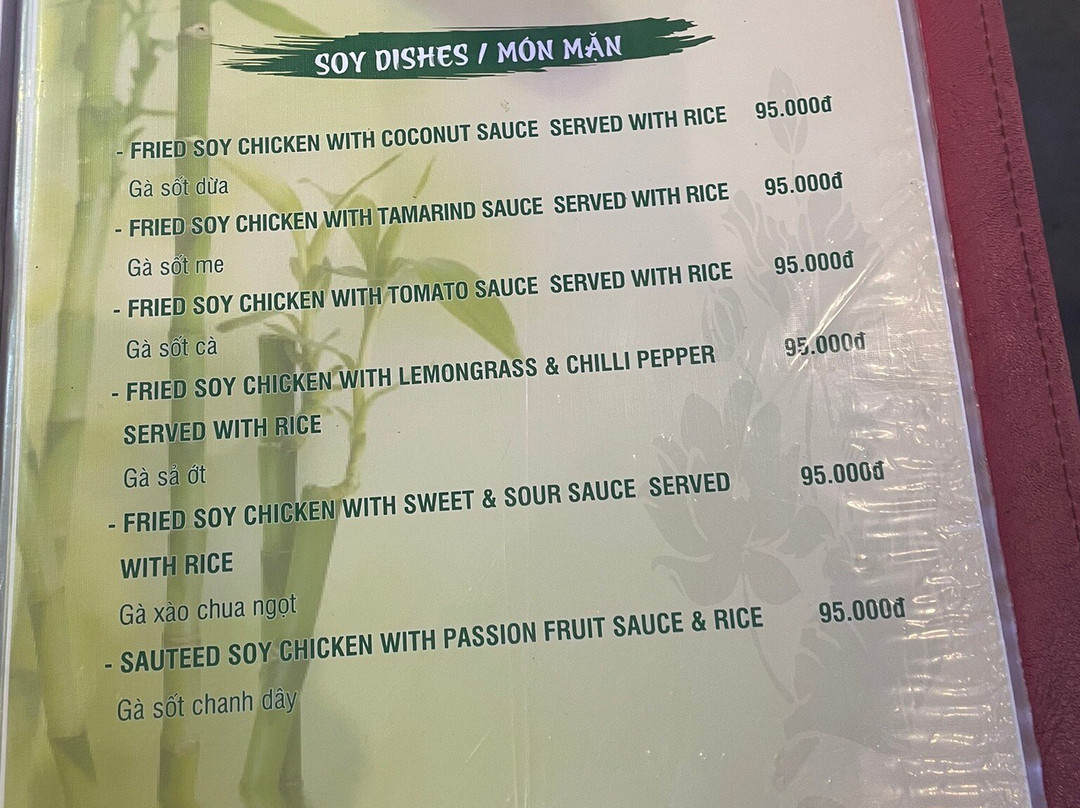 SOY DISHES / MÓN MẶN
- FRIED SOY CHICKEN WITH COCONUT SAUCE SERVED WITH RICE 95.000đ
Gà sốt dừa
- FRIED SOY CHICKEN WITH TAMARIND SAUCE SERVED WITH RICE 95.000đ
Gà sốt me
- FRIED SOY CHICKEN WITH TOMATO SAUCE SERVED WITH RICE 95.000đ
Gà sốt cà
- FRIED SOY CHICKEN WITH LEMONGRASS & CHILLI PEPPER 95.000đ
SERVED WITH RICE
Gà sả ớt
- FRIED SOY CHICKEN WITH SWEET & SOUR SAUCE SERVED 95.000đ
WITH RICE
Gà xào chua ngọt
- SAUTEED SOY CHICKEN WITH PASSION FRUIT SAUCE & RICE 95.000đ
Gà sốt chanh dây